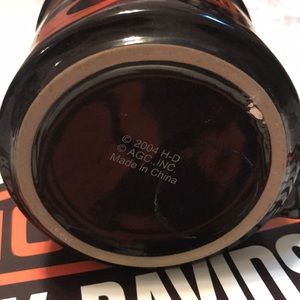 © 2004 H-D
© AGC, INC.
Made in China
DAVIDS